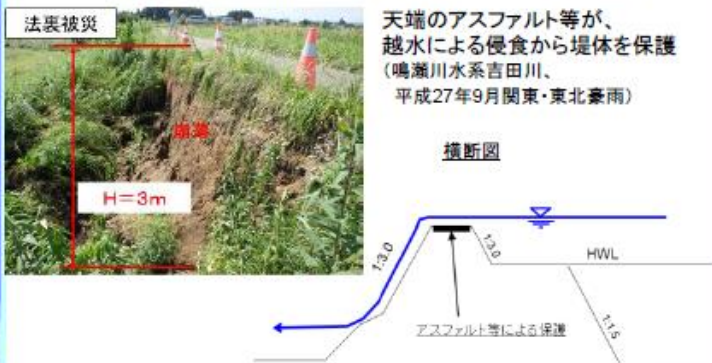 法裏被災
崩落
H=3m
天端のアスファルト等が、
越水による侵食から堤体を保護
(鳴瀬川水系吉田川、
平成27年9月関東・東北豪雨)
横断図
1:3.0
1:3.0
HWL
1:1.5
アスファルト等による保護